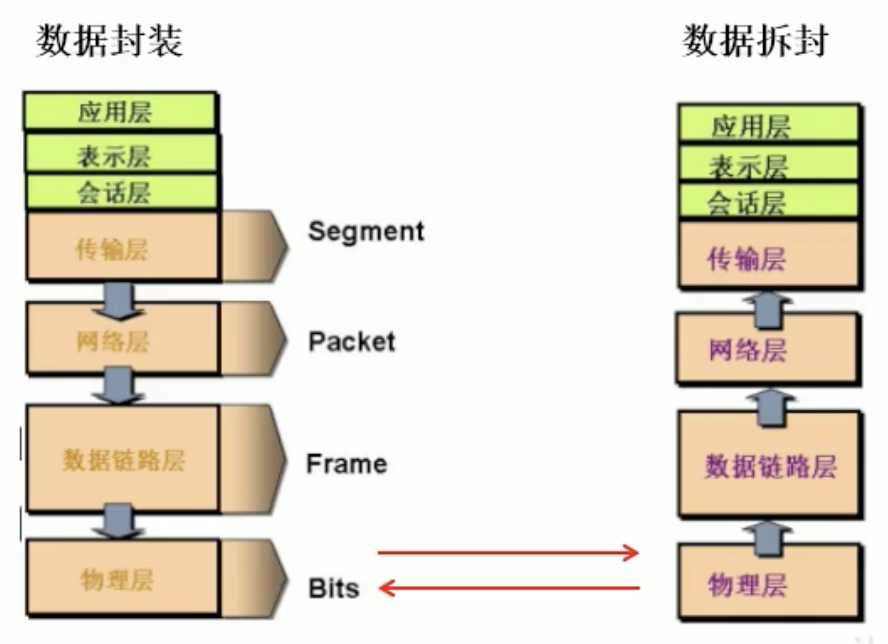 数据封装
数据拆封
应用层
表示层
会话层
传输层
Segment
网络层
Packet
数据链路层
Frame
物理层
Bits
应用层
表示层
会话层
传输层
网络层
数据链路层
物理层